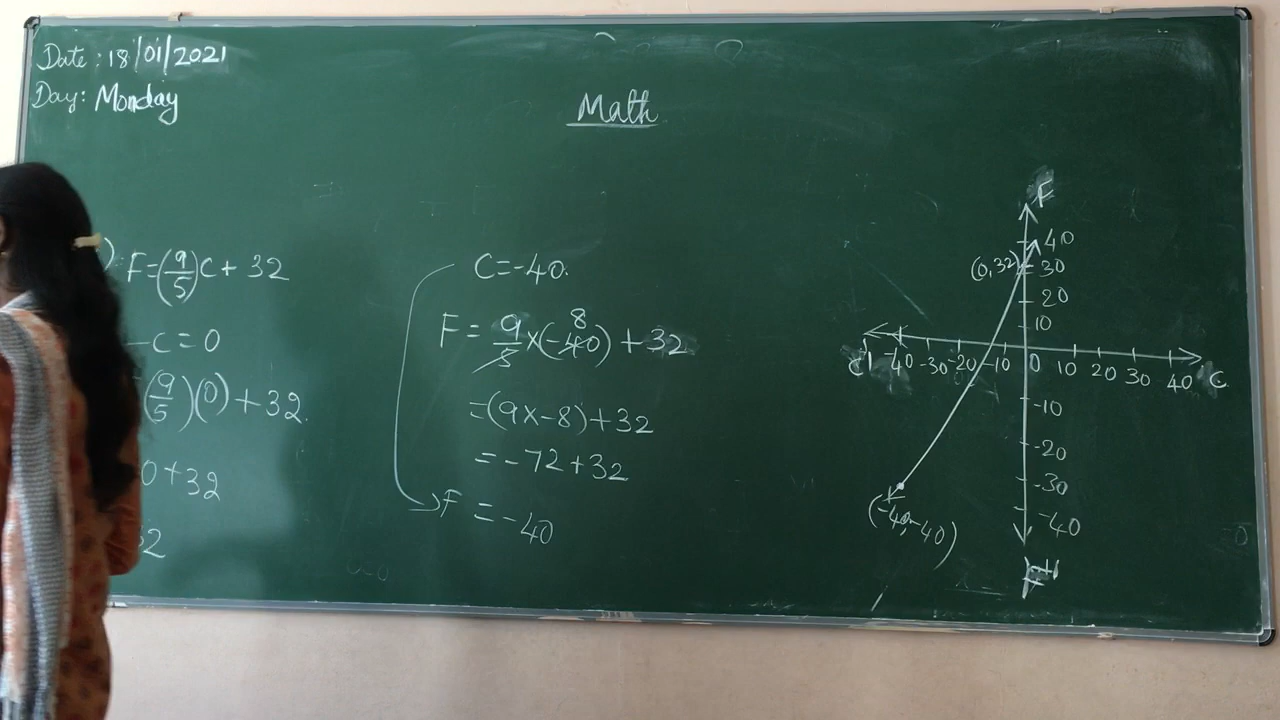 Date: 18/01/2021
Day: Monday
Math
F=(9/5)C+32
C=0
(9/5)(0)+32.
0+32
C=-40.
F=9/5×(-40)+32
8
=(9×-8)+32
=-72+32
F=-40
F
40
(0,32)
30
20
10
C'
-40 -30 -20 -10 0 10 20 30 40 C
-10
-20
-30
-40
(-40,-40)